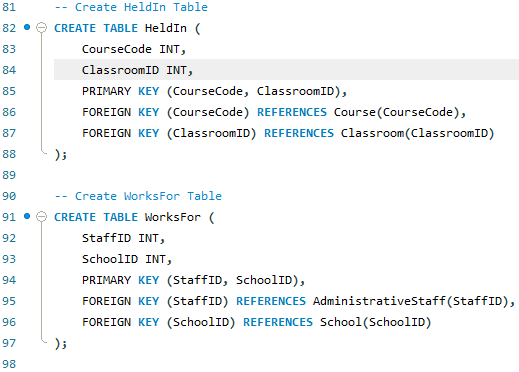 81 -- Create HeldIn Table
82 CREATE TABLE HeldIn (
83 CourseCode INT,
84 ClassroomID INT,
85 PRIMARY KEY (CourseCode, ClassroomID),
86 FOREIGN KEY (CourseCode) REFERENCES Course(CourseCode),
87 FOREIGN KEY (ClassroomID) REFERENCES Classroom(ClassroomID)
88 );
89
90 -- Create WorksFor Table
91 CREATE TABLE WorksFor (
92 StaffID INT,
93 SchoolID INT,
94 PRIMARY KEY (StaffID, SchoolID),
95 FOREIGN KEY (StaffID) REFERENCES AdministrativeStaff(StaffID),
96 FOREIGN KEY (SchoolID) REFERENCES School(SchoolID)
97 );
98